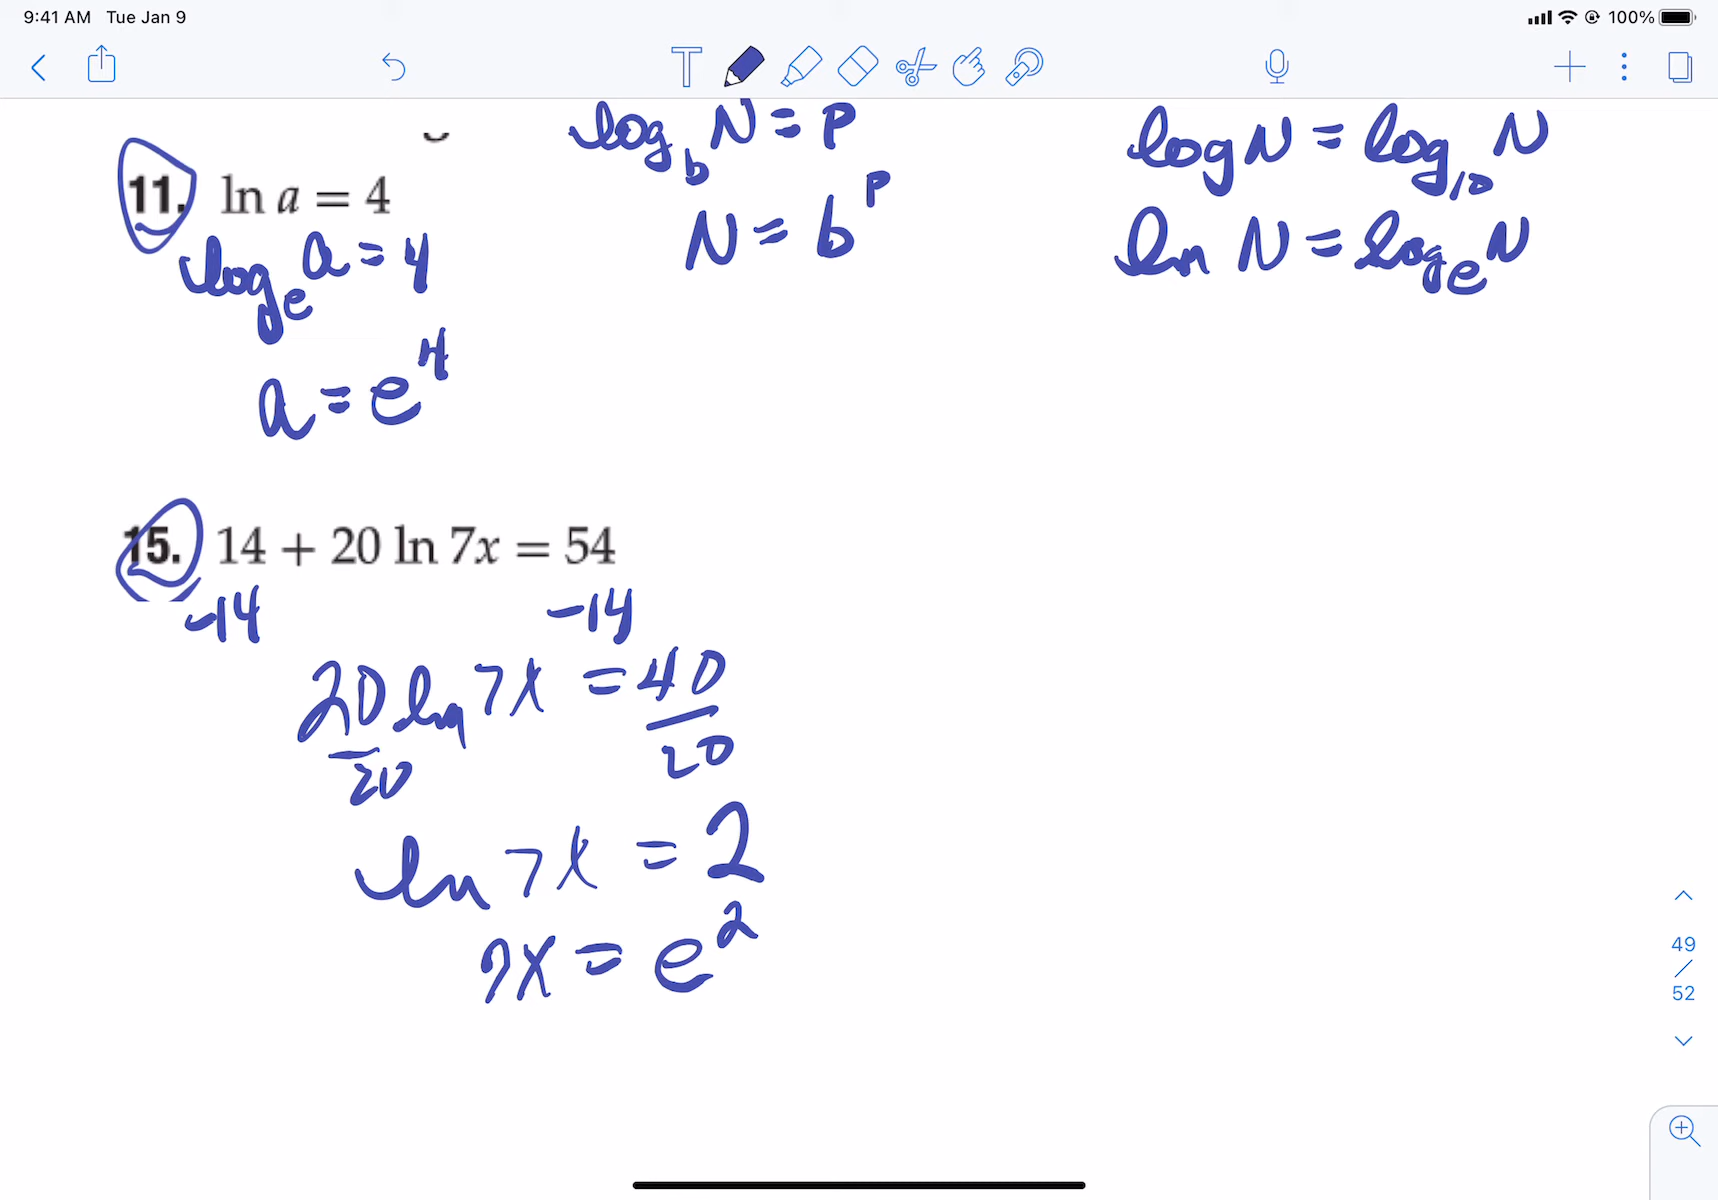 9:41 AM Tue Jan 9
100%
log_b N = P
N = b^P
log N = log_10 N
ln N = log_e N
11. ln a = 4
log_e a = 4
a = e^4
15. 14 + 20 ln 7x = 54
-14 -14
20 ln 7x = 40
20 20
ln 7x = 2
7x = e^2
49
/
52